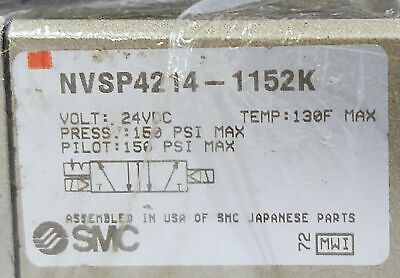 NVSP4214-1152K
VOLT: 24VDC TEMP:130F MAX
PRESS.:150 PSI MAX
PILOT:150 PSI MAX
ASSEMBLED IN USA OF SMC JAPANESE PARTS
SMC
72 MWI